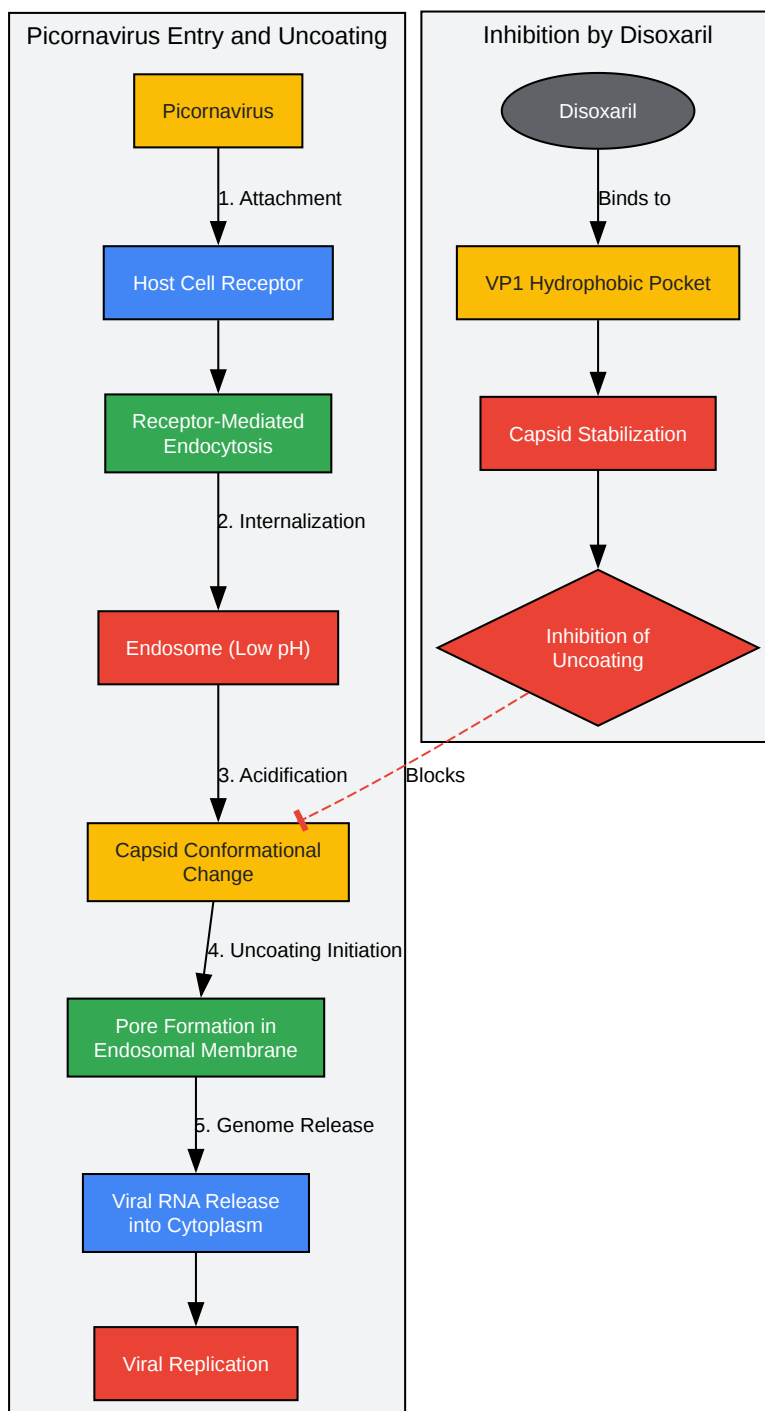 Picornavirus Entry and Uncoating
Picornavirus
1. Attachment
Host Cell Receptor
Receptor-Mediated
Endocytosis
2. Internalization
Endosome (Low pH)
3. Acidification
Capsid Conformational
Change
4. Uncoating Initiation
Pore Formation in
Endosomal Membrane
5. Genome Release
Viral RNA Release
into Cytoplasm
Viral Replication
Inhibition by Disoxaril
Disoxaril
Binds to
VP1 Hydrophobic Pocket
Capsid Stabilization
Inhibition of
Uncoating
Blocks